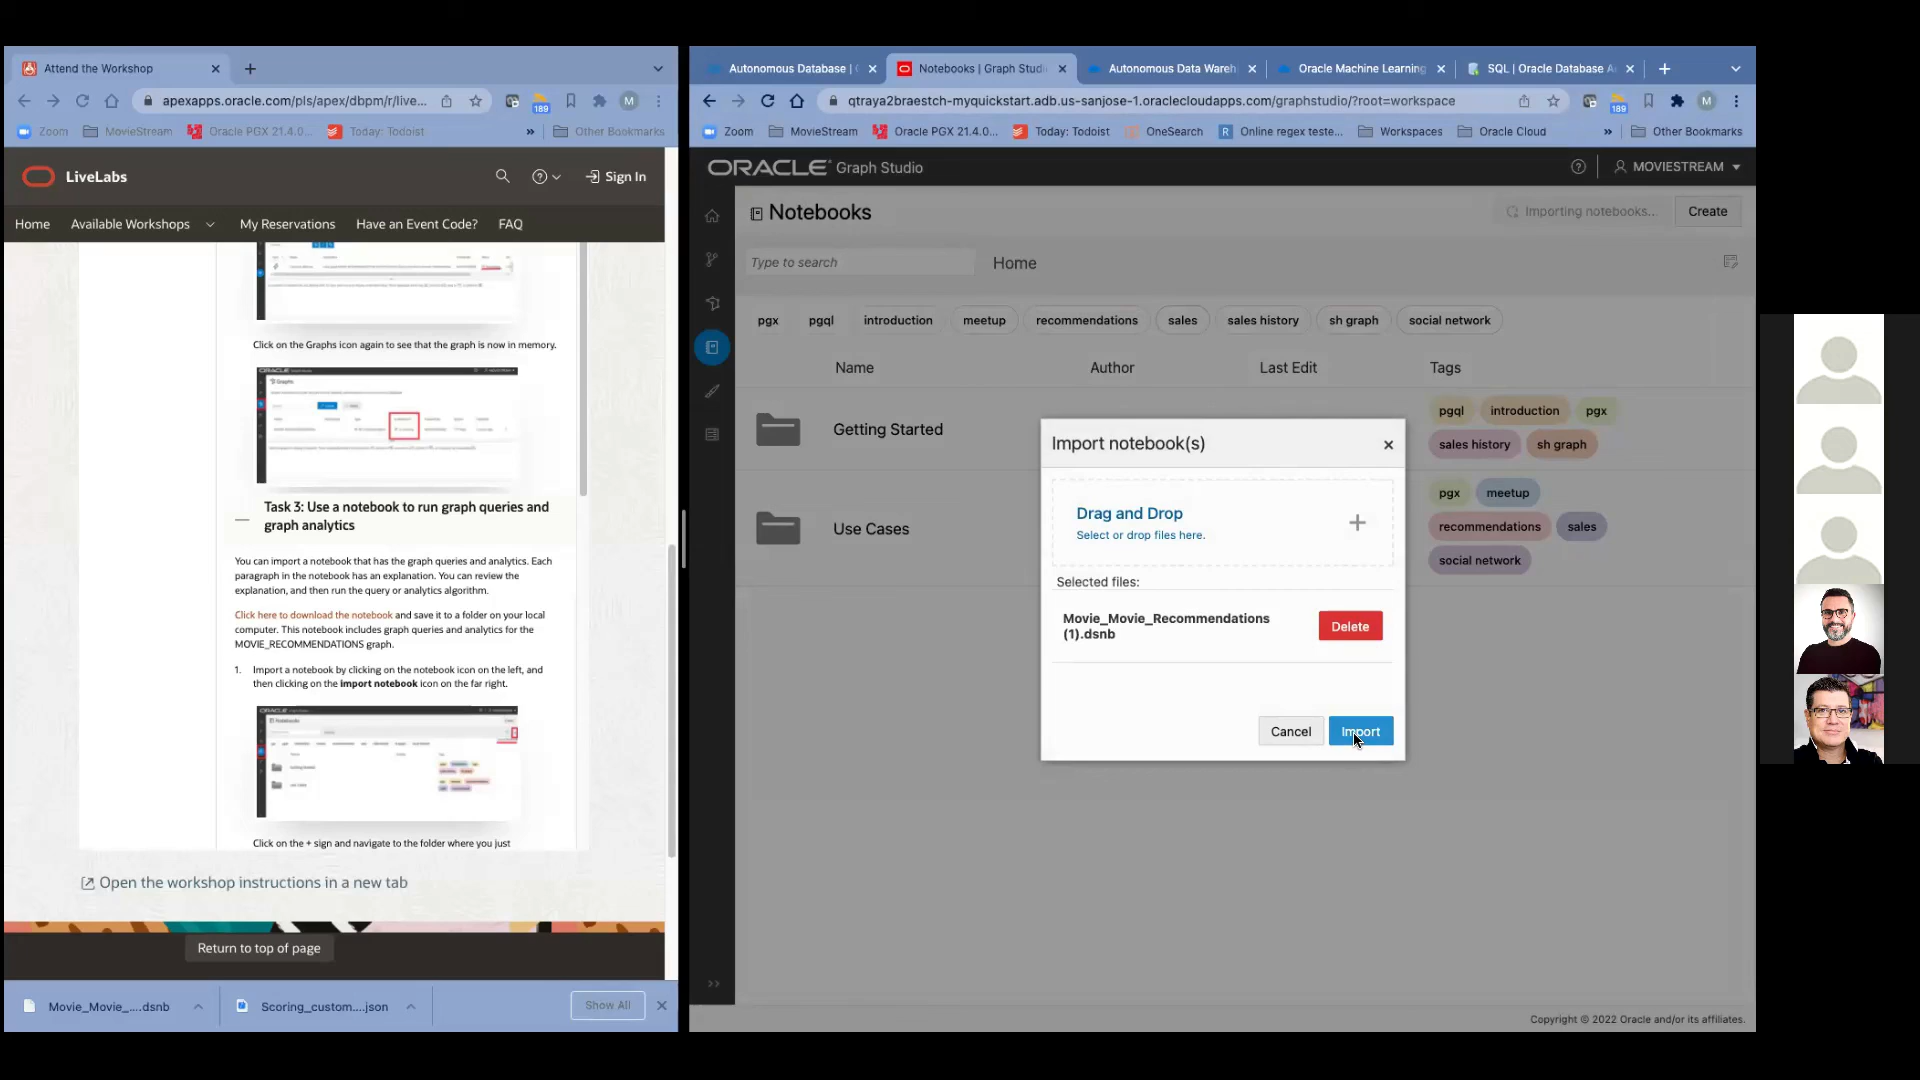 Attend the Workshop
apexapps.oracle.com/pls/apex/dbpm/r/live...
189
M
Zoom
MovieStream
Oracle PGX 21.4.0...
Today: Todoist
»
Other Bookmarks
LiveLabs
Sign In
Home
Available Workshops
My Reservations
Have an Event Code?
FAQ
Click on the Graphs icon again to see that the graph is now in memory.
ORACLE
Graphs
Task 3: Use a notebook to run graph queries and
graph analytics
You can import a notebook that has the graph queries and analytics. Each
paragraph in the notebook has an explanation. You can review the
explanation, and then run the query or analytics algorithm.
Click here to download the notebook and save it to a folder on your local
computer. This notebook includes graph queries and analytics for the
MOVIE_RECOMMENDATIONS graph.
1. Import a notebook by clicking on the notebook icon on the left, and
then clicking on the import notebook icon on the far right.
ORACLE
Notebooks
Click on the + sign and navigate to the folder where you just
Open the workshop instructions in a new tab
Return to top of page
Movie_Movie_....dsnb
Scoring_custom....json
Show All
Autonomous Database |
Notebooks | Graph Studi
Autonomous Data Wareh
Oracle Machine Learning
SQL | Oracle Database A
qtraya2braestch-myquickstart.adb.us-sanjose-1.oraclecloudapps.com/graphstudio/?root=workspace
189
M
Zoom
MovieStream
Oracle PGX 21.4.0...
Today: Todoist
OneSearch
R
Online regex teste...
Workspaces
Oracle Cloud
»
Other Bookmarks
ORACLE Graph Studio
MOVIESTREAM
Notebooks
Importing notebooks...
Create
Type to search
Home
pgx
pgql
introduction
meetup
recommendations
sales
sales history
sh graph
social network
Name
Author
Last Edit
Tags
Getting Started
pgql
introduction
pgx
sales history
sh graph
Use Cases
pgx
meetup
recommendations
sales
social network
Import notebook(s)
Drag and Drop
Select or drop files here.
Selected files:
Movie_Movie_Recommendations
(1).dsnb
Delete
Cancel
Import
Copyright © 2022 Oracle and/or its affiliates.